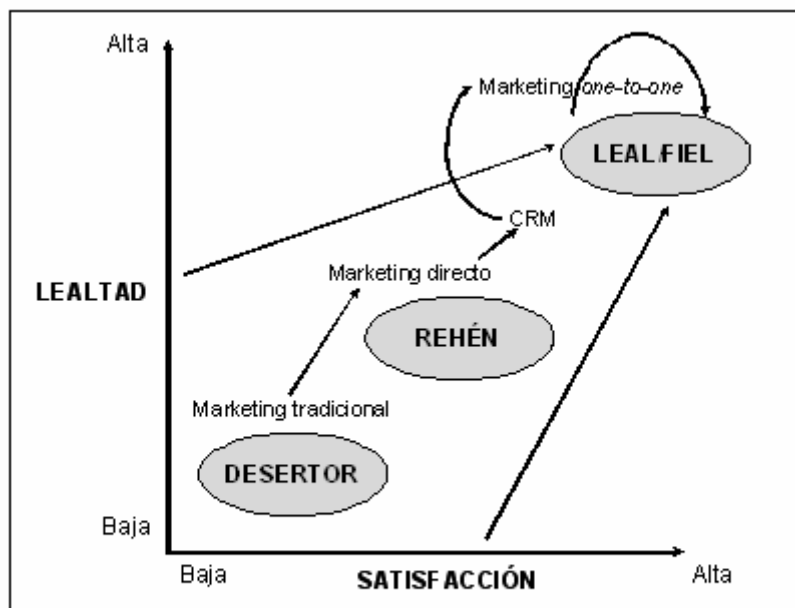 Alta
Marketing one-to-one
LEAL/FIEL
CRM
Marketing directo
LEALTAD
REHÉN
Marketing tradicional
DESERTOR
Baja
Baja
SATISFACCIÓN
Alta